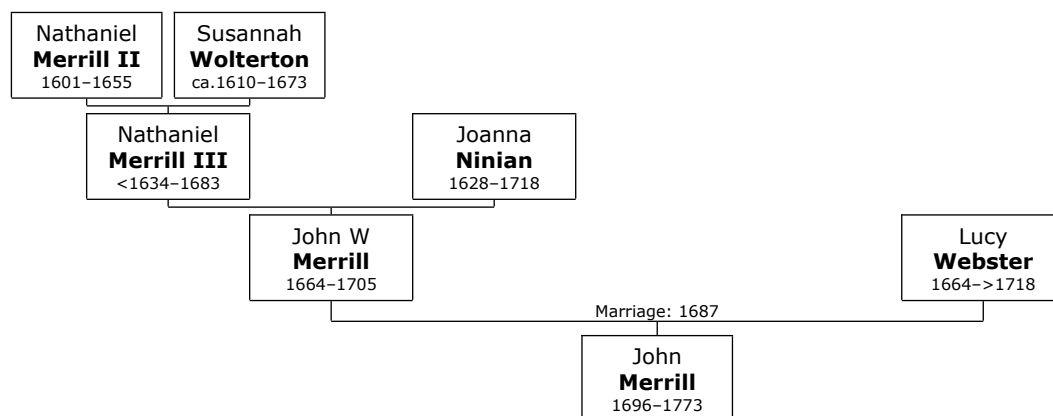 Nathaniel
Merrill II
1601–1655
Susannah
Wolterton
ca.1610–1673
Nathaniel
Merrill III
<1634–1683
Joanna
Ninian
1628–1718
John W
Merrill
1664–1705
Lucy
Webster
1664–>1718
Marriage: 1687
John
Merrill
1696–1773